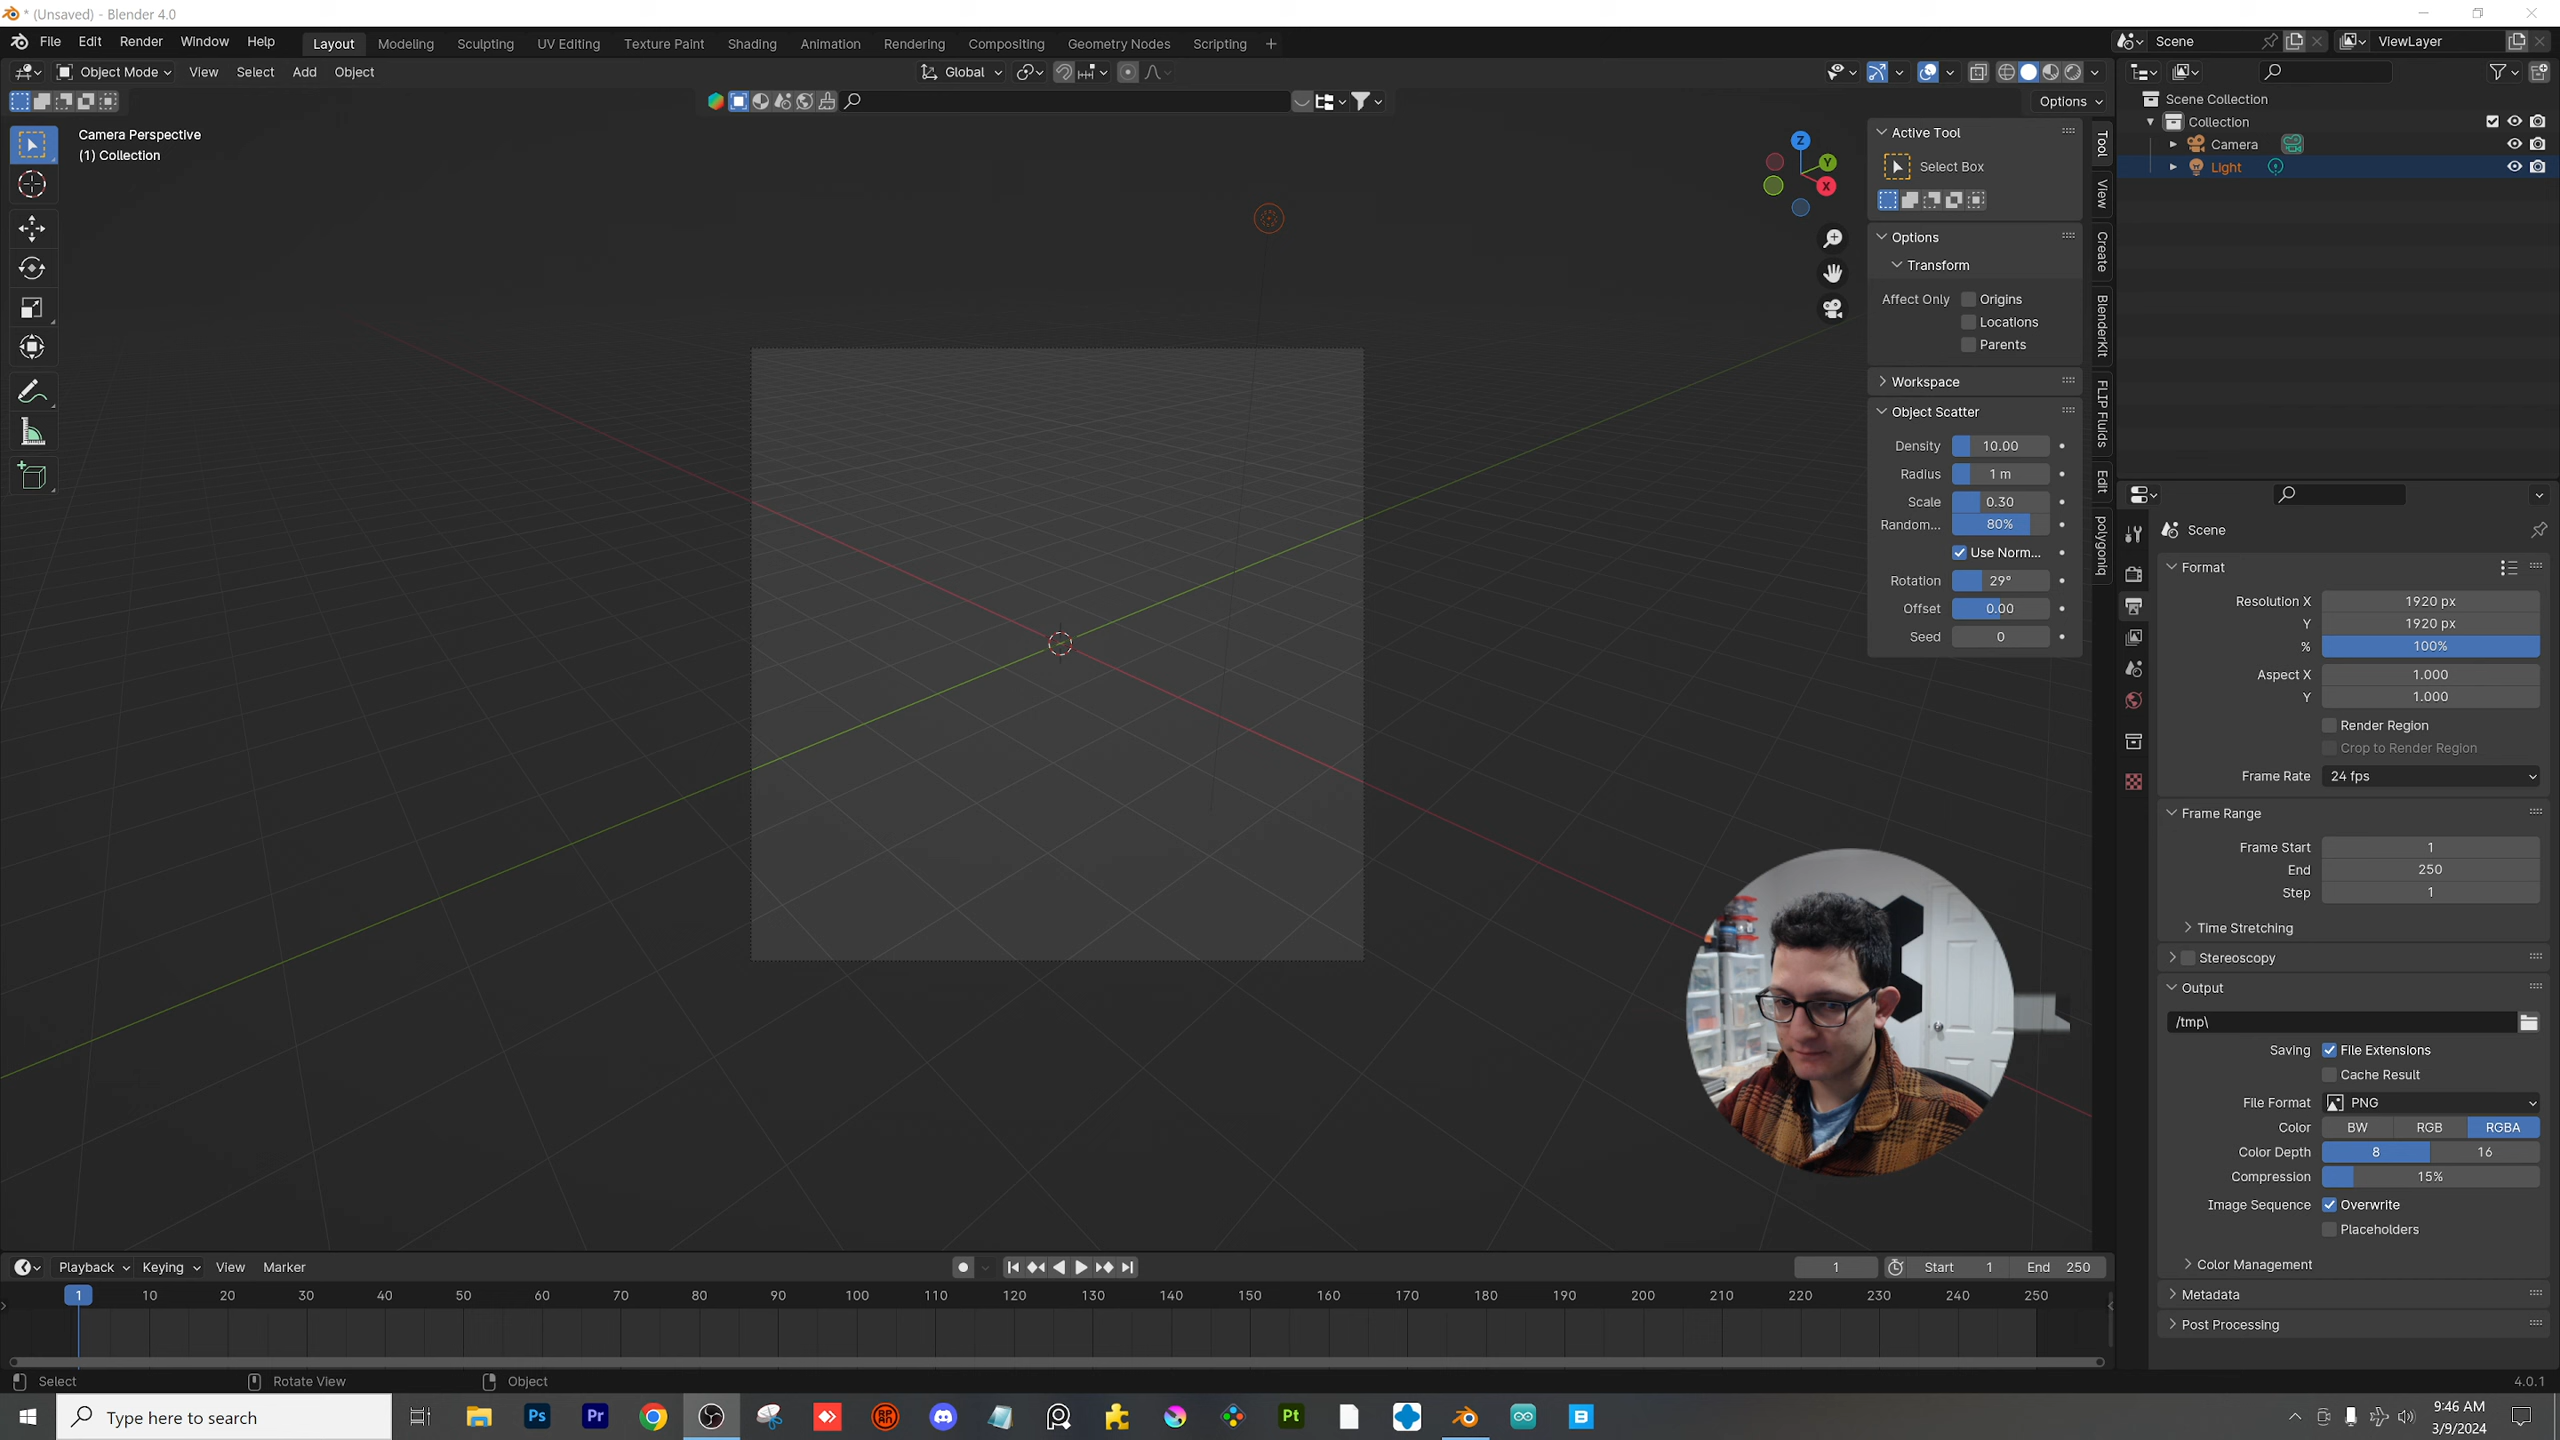 * (Unsaved) - Blender 4.0
File Edit Render Window Help Layout Modeling Sculpting UV Editing Texture Paint Shading Animation Rendering Compositing Geometry Nodes Scripting + Scene ViewLayer
Object Mode View Select Add Object Global
Options
Camera Perspective
(1) Collection
Z
Y
X
Active Tool
Select Box
Options
Transform
Affect Only Origins
Locations
Parents
Workspace
Object Scatter
Density 10.00
Radius 1 m
Scale 0.30
Random... 80%
Use Norm...
Rotation 29°
Offset 0.00
Seed 0
Tool
View
Create
BlenderKit
FLIP Fluids
Edit
polygoniq
Scene Collection
Collection
Camera
Light
Scene
Format
Resolution X 1920 px
Y 1920 px
% 100%
Aspect X 1.000
Y 1.000
Render Region
Crop to Render Region
Frame Rate 24 fps
Frame Range
Frame Start 1
End 250
Step 1
Time Stretching
Stereoscopy
Output
/tmp\
Saving File Extensions
Cache Result
File Format PNG
Color BW RGB RGBA
Color Depth 8 16
Compression 15%
Image Sequence Overwrite
Placeholders
Color Management
Metadata
Post Processing
Playback Keying View Marker 1 Start 1 End 250
1 10 20 30 40 50 60 70 80 90 100 110 120 130 140 150 160 170 180 190 200 210 220 230 240 250
Select Rotate View Object 4.0.1
Type here to search Ps Pr Pt B
9:46 AM
3/9/2024